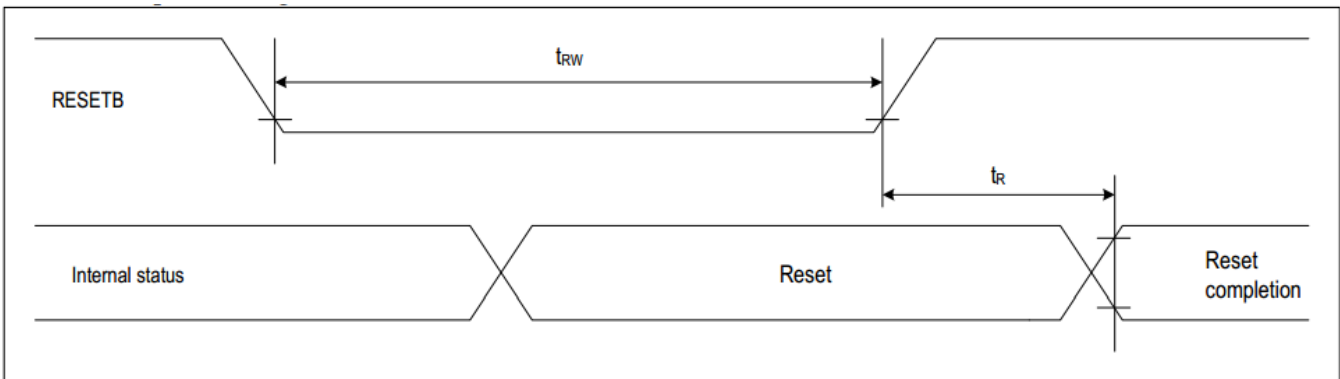 tRW
RESETB
tR
Internal status
Reset
Reset
completion